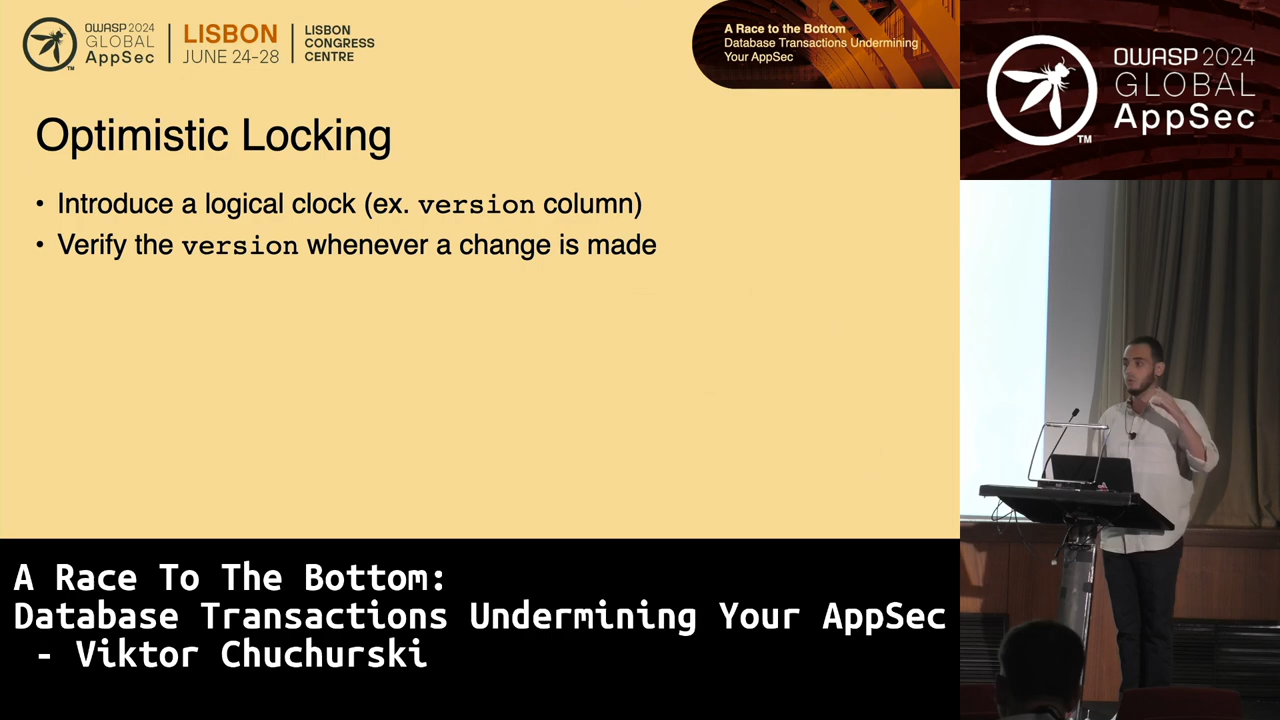 OWASP 2024
GLOBAL
AppSec
TM
LISBON
JUNE 24-28
LISBON
CONGRESS
CENTRE
A Race to the Bottom
Database Transactions Undermining
Your AppSec
OWASP 2024
GLOBAL
AppSec
TM
Optimistic Locking
• Introduce a logical clock (ex. version column)
• Verify the version whenever a change is made
A Race To The Bottom:
Database Transactions Undermining Your AppSec
- Viktor Chuchurski